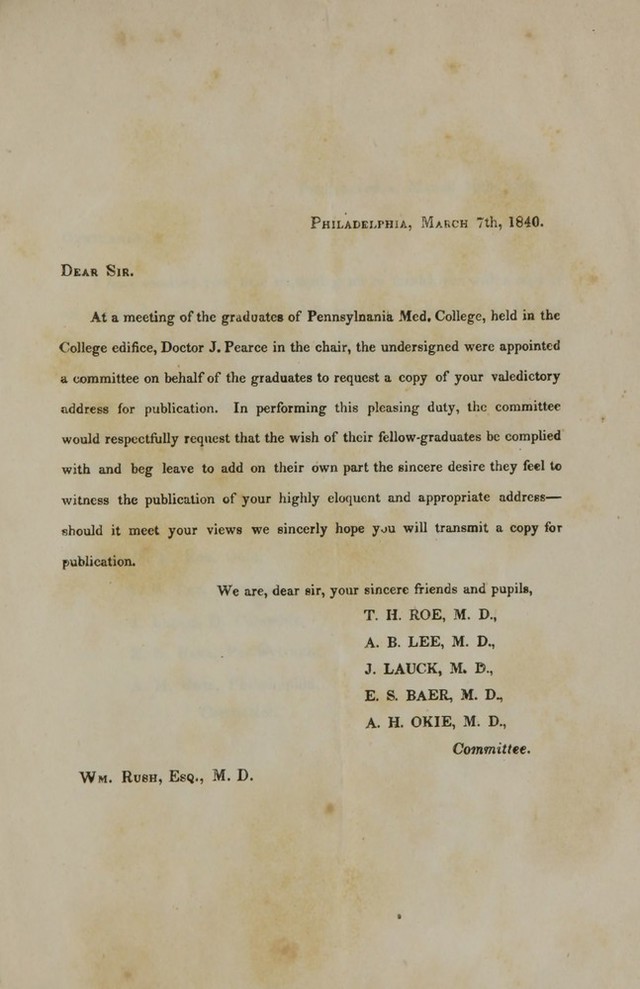 PHILADELPHIA, MARCH 7th, 1840.
DEAR SIR.
At a meeting of the graduates of Pennsylnania Med. College, held in the
College edifice, Doctor J. Pearce in the chair, the undersigned were appointed
a committee on behalf of the graduates to request a copy of your valedictory
address for publication. In performing this pleasing duty, the committee
would respectfully request that the wish of their fellow-graduates be complied
with and beg leave to add on their own part the sincere desire they feel to
witness the publication of your highly eloquent and appropriate address—
should it meet your views we sincerly hope you will transmit a copy for
publication.
We are, dear sir, your sincere friends and pupils,
T. H. ROE, M. D.,
A. B. LEE, M. D.,
J. LAUCK, M. D.,
E. S. BAER, M. D.,
A. H. OKIE, M. D.,
Committee.
WM. RUSH, ESQ., M. D.